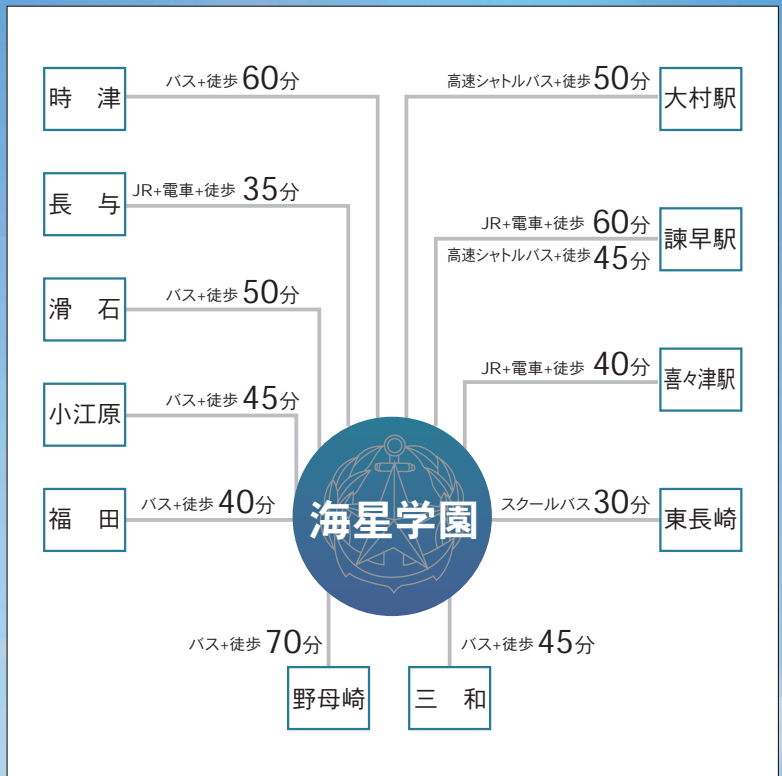 時 津
バス+徒歩 60分
長 与
JR+電車+徒歩 35分
滑 石
バス+徒歩 50分
小江原
バス+徒歩 45分
福 田
バス+徒歩 40分
高速シャトルバス+徒歩 50分
大村駅
JR+電車+徒歩 60分
高速シャトルバス+徒歩 45分
諫早駅
JR+電車+徒歩 40分
喜々津駅
スクールバス 30分
東長崎
海星学園
バス+徒歩 70分
野母崎
バス+徒歩 45分
三 和